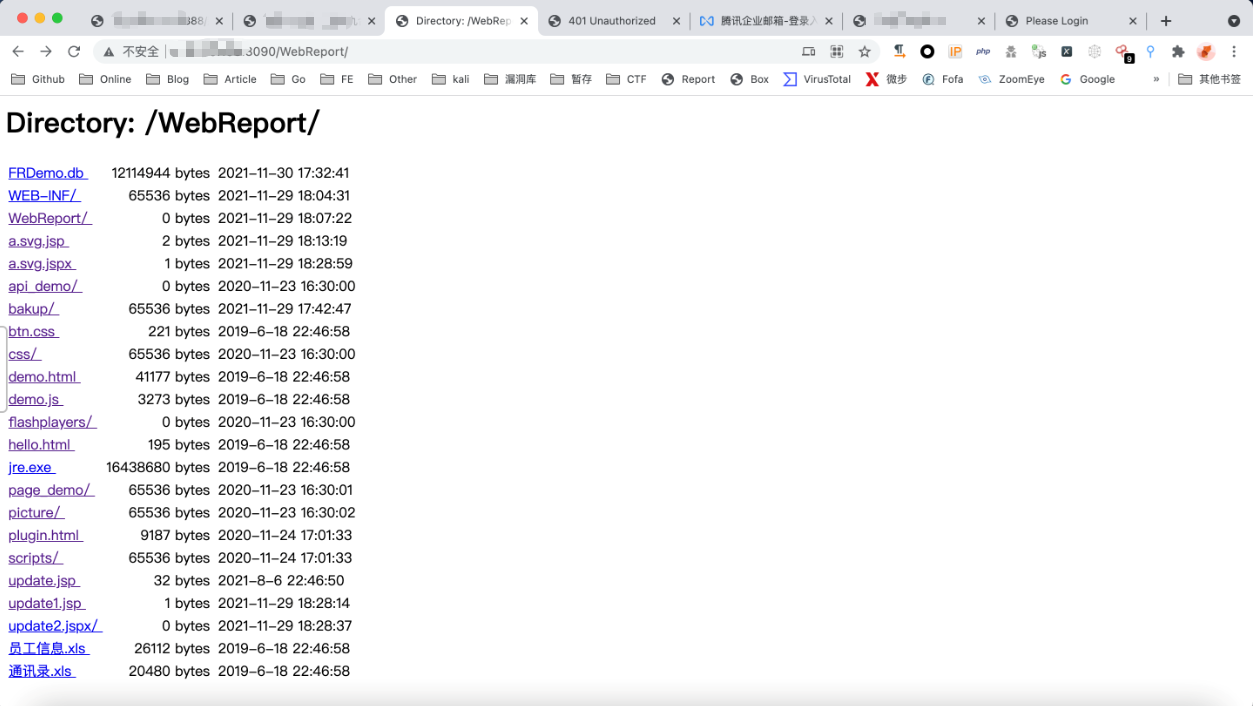 388/
Directory: /WebRep
401 Unauthorized
腾讯企业邮箱-登录入
Please Login
不安全
3090/WebReport/
IP php js 9
Github Online Blog Article Go FE Other kali 漏洞库 暂存 CTF Report Box VirusTotal 微步 Fofa ZoomEye Google » 其他书签
Directory: /WebReport/
FRDemo.db 12114944 bytes 2021-11-30 17:32:41
WEB-INF/ 65536 bytes 2021-11-29 18:04:31
WebReport/ 0 bytes 2021-11-29 18:07:22
a.svg.jsp 2 bytes 2021-11-29 18:13:19
a.svg.jspx 1 bytes 2021-11-29 18:28:59
api_demo/ 0 bytes 2020-11-23 16:30:00
bakup/ 65536 bytes 2021-11-29 17:42:47
btn.css 221 bytes 2019-6-18 22:46:58
css/ 65536 bytes 2020-11-23 16:30:00
demo.html 41177 bytes 2019-6-18 22:46:58
demo.js 3273 bytes 2019-6-18 22:46:58
flashplayers/ 0 bytes 2020-11-23 16:30:00
hello.html 195 bytes 2019-6-18 22:46:58
jre.exe 16438680 bytes 2019-6-18 22:46:58
page_demo/ 65536 bytes 2020-11-23 16:30:01
picture/ 65536 bytes 2020-11-23 16:30:02
plugin.html 9187 bytes 2020-11-24 17:01:33
scripts/ 65536 bytes 2020-11-24 17:01:33
update.jsp 32 bytes 2021-8-6 22:46:50
update1.jsp 1 bytes 2021-11-29 18:28:14
update2.jspx/ 0 bytes 2021-11-29 18:28:37
员工信息.xls 26112 bytes 2019-6-18 22:46:58
通讯录.xls 20480 bytes 2019-6-18 22:46:58